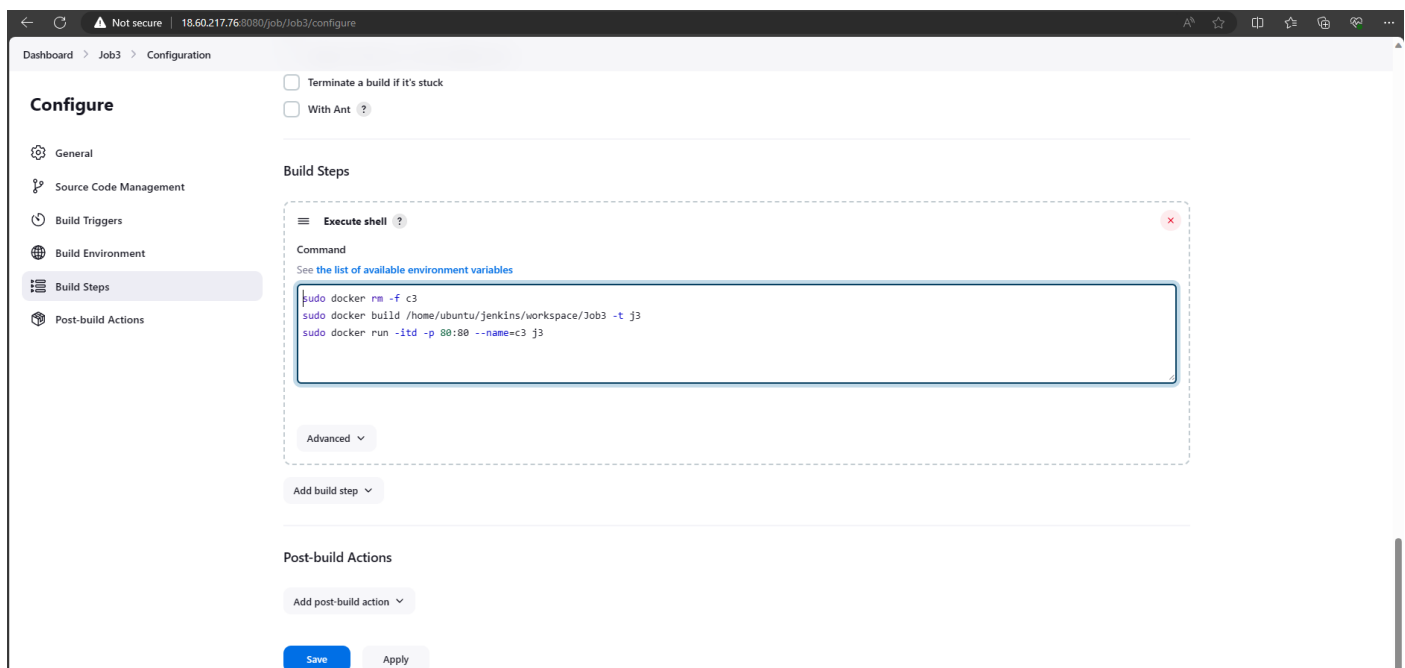 Not secure | 18.60.217.76:8080/job/Job3/configure
Dashboard > Job3 > Configuration
Configure
General
Source Code Management
Build Triggers
Build Environment
Build Steps
Post-build Actions
Terminate a build if it's stuck
With Ant ?
Build Steps
Execute shell ?
Command
See the list of available environment variables
sudo docker rm -f c3
sudo docker build /home/ubuntu/jenkins/workspace/Job3 -t j3
sudo docker run -itd -p 80:80 --name=c3 j3
Advanced
Add build step
Post-build Actions
Add post-build action
Save
Apply